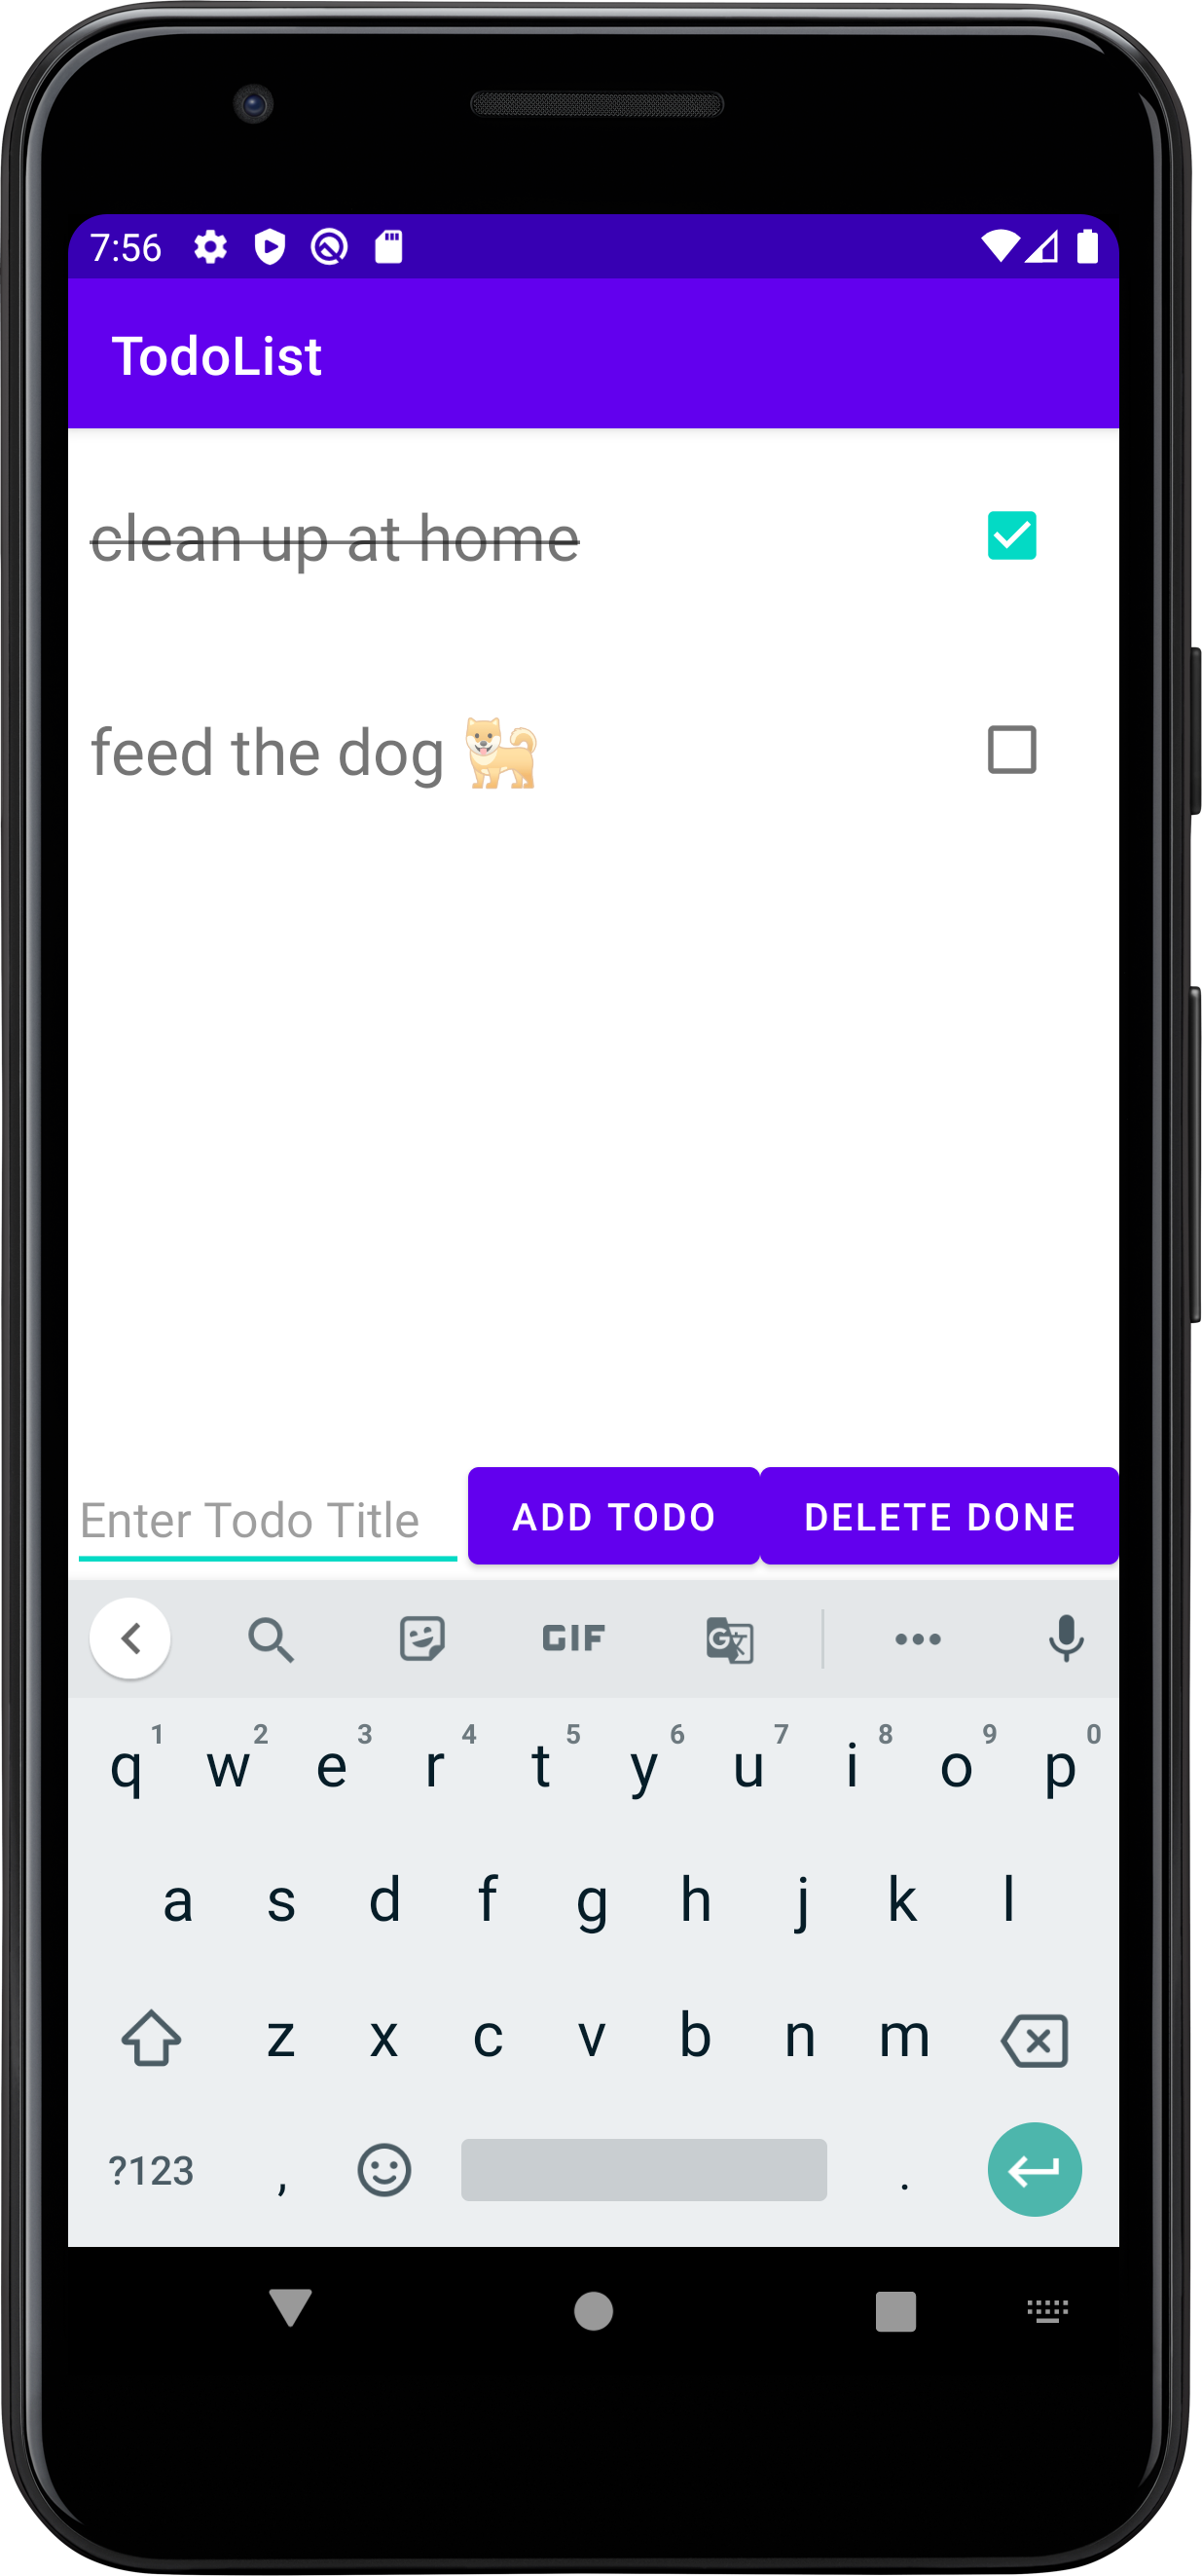 7:56
TodoList
clean up at home
feed the dog 🐕
Enter Todo Title ADD TODO DELETE DONE
GIF G
q 1 w 2 e 3 r 4 t 5 y 6 u 7 i 8 o 9 p 0
a s d f g h j k l
z x c v b n m
?123 , .